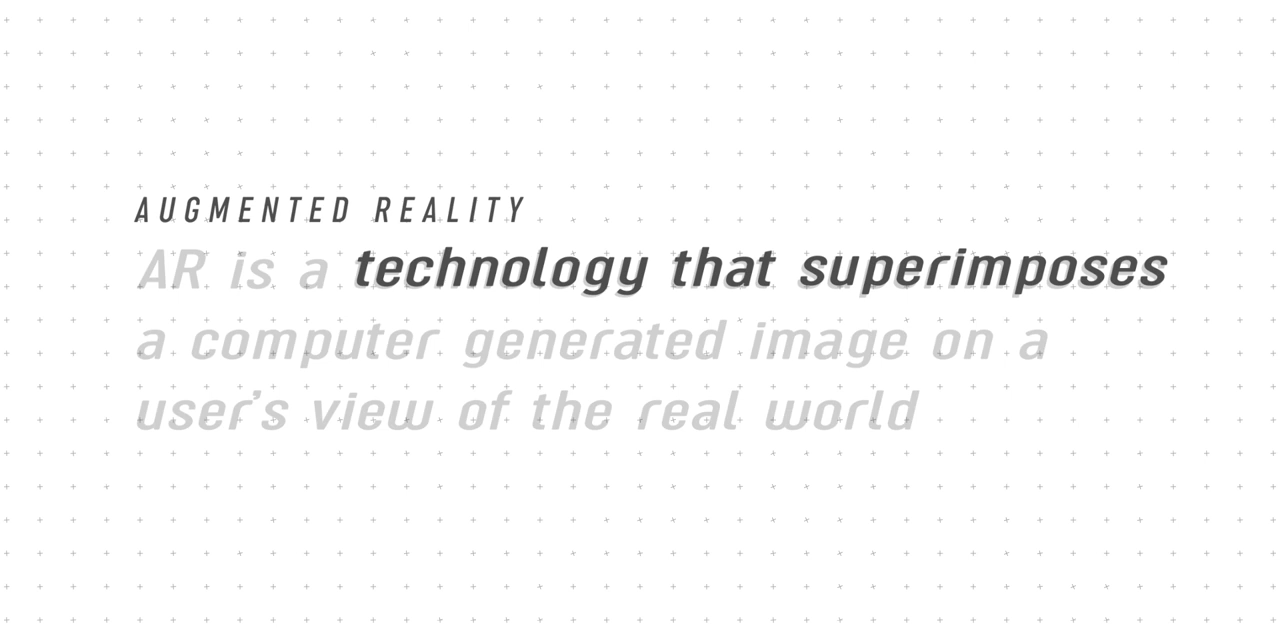 AUGMENTED REALITY
AR is a technology that superimposes
a computer generated image on a
user's view of the real world